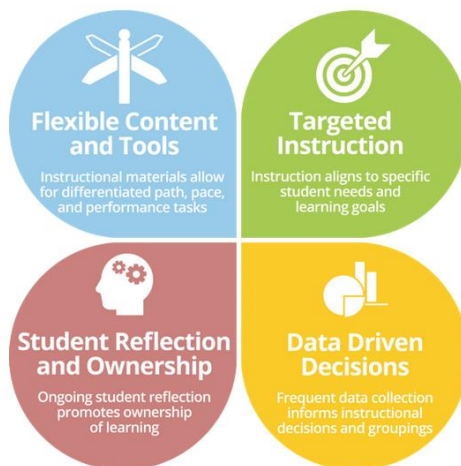 Flexible Content
and Tools
Instructional materials allow
for differentiated path, pace,
and performance tasks
Targeted
Instruction
Instruction aligns to specific
student needs and
learning goals
Student Reflection
and Ownership
Ongoing student reflection
promotes ownership
of learning
Data Driven
Decisions
Frequent data collection
informs instructional
decisions and groupings